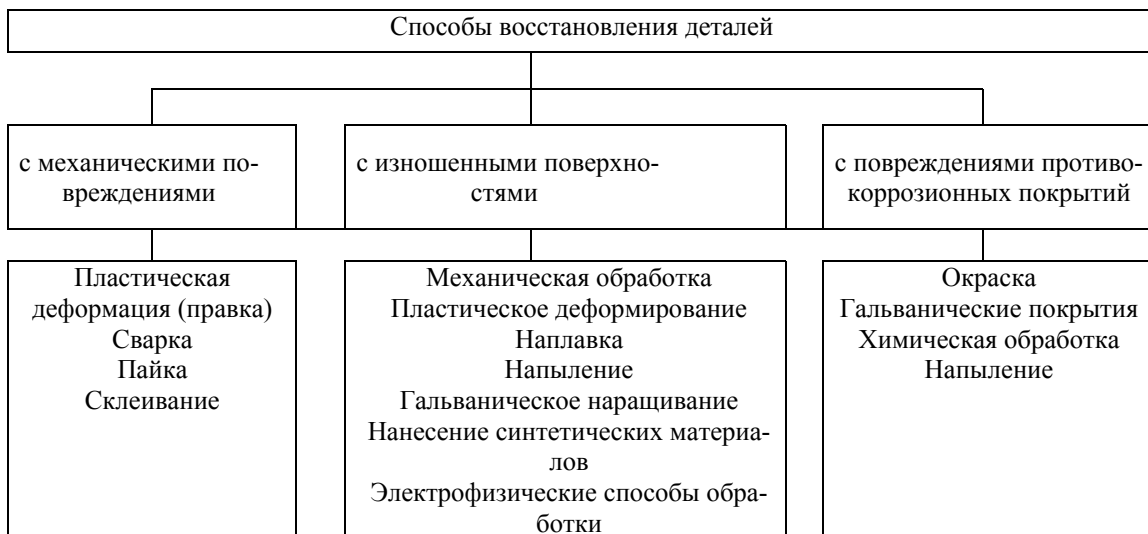 Способы восстановления деталей
с механическими по-
вреждениями
с изношенными поверхно-
стями
с повреждениями противо-
коррозионных покрытий
Пластическая
деформация (правка)
Сварка
Пайка
Склеивание
Механическая обработка
Пластическое деформирование
Наплавка
Напыление
Гальваническое наращивание
Нанесение синтетических материа-
лов
Электрофизические способы обра-
ботки
Окраска
Гальванические покрытия
Химическая обработка
Напыление